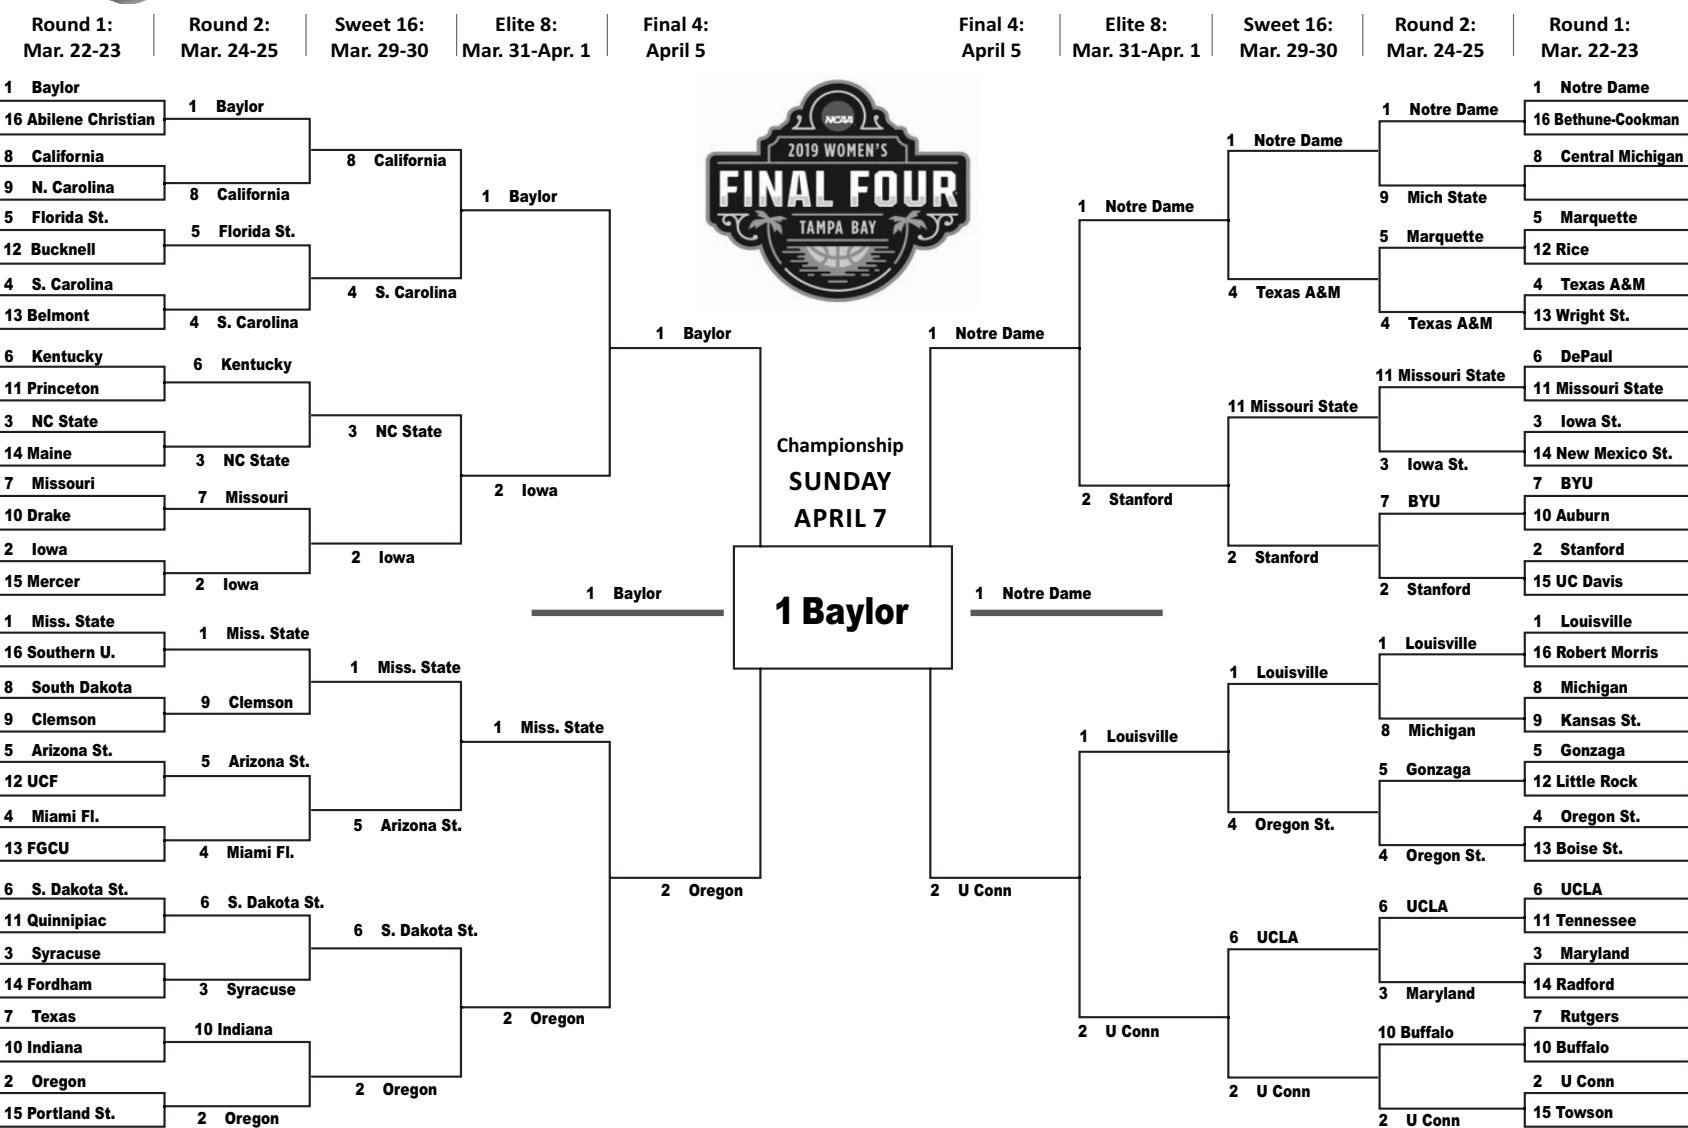 Round 1:
Mar. 22-23
Round 2:
Mar. 24-25
Sweet 16:
Mar. 29-30
Elite 8:
Mar. 31-Apr. 1
Final 4:
April 5
Final 4:
April 5
Elite 8:
Mar. 31-Apr. 1
Sweet 16:
Mar. 29-30
Round 2:
Mar. 24-25
Round 1:
Mar. 22-23
1 Baylor
16 Abilene Christian
8 California
9 N. Carolina
5 Florida St.
12 Bucknell
4 S. Carolina
13 Belmont
6 Kentucky
11 Princeton
3 NC State
14 Maine
7 Missouri
10 Drake
2 Iowa
15 Mercer
1 Miss. State
16 Southern U.
8 South Dakota
9 Clemson
5 Arizona St.
12 UCF
4 Miami Fl.
13 FGCU
6 S. Dakota St.
11 Quinnipiac
3 Syracuse
14 Fordham
7 Texas
10 Indiana
2 Oregon
15 Portland St.
1 Baylor
8 California
5 Florida St.
4 S. Carolina
6 Kentucky
3 NC State
7 Missouri
2 Iowa
1 Miss. State
9 Clemson
5 Arizona St.
4 Miami Fl.
6 S. Dakota St.
3 Syracuse
10 Indiana
2 Oregon
8 California
4 S. Carolina
3 NC State
2 Iowa
1 Miss. State
5 Arizona St.
6 S. Dakota St.
2 Oregon
1 Baylor
2 Iowa
1 Miss. State
2 Oregon
1 Baylor
2 Oregon
1 Baylor
NCAA
2019 WOMEN'S
FINAL FOUR
TAMPA BAY
Championship
SUNDAY
APRIL 7
1 Baylor
1 Notre Dame
1 Notre Dame
2 U Conn
1 Notre Dame
2 Stanford
1 Louisville
2 U Conn
1 Notre Dame
4 Texas A&M
11 Missouri State
2 Stanford
1 Louisville
4 Oregon St.
6 UCLA
2 U Conn
1 Notre Dame
9 Mich State
5 Marquette
4 Texas A&M
11 Missouri State
3 Iowa St.
7 BYU
2 Stanford
1 Louisville
8 Michigan
5 Gonzaga
4 Oregon St.
6 UCLA
3 Maryland
10 Buffalo
2 U Conn
1 Notre Dame
16 Bethune-Cookman
8 Central Michigan
5 Marquette
12 Rice
4 Texas A&M
13 Wright St.
6 DePaul
11 Missouri State
3 Iowa St.
14 New Mexico St.
7 BYU
10 Auburn
2 Stanford
15 UC Davis
1 Louisville
16 Robert Morris
8 Michigan
9 Kansas St.
5 Gonzaga
12 Little Rock
4 Oregon St.
13 Boise St.
6 UCLA
11 Tennessee
3 Maryland
14 Radford
7 Rutgers
10 Buffalo
2 U Conn
15 Towson